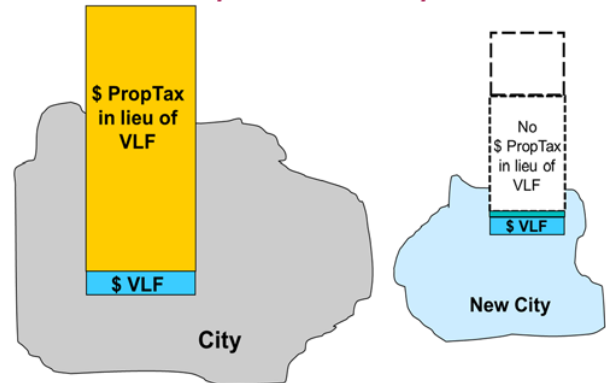 $ PropTax
in lieu of
VLF
$ VLF
City
No
$ PropTax
in lieu of
VLF
$ VLF
New City